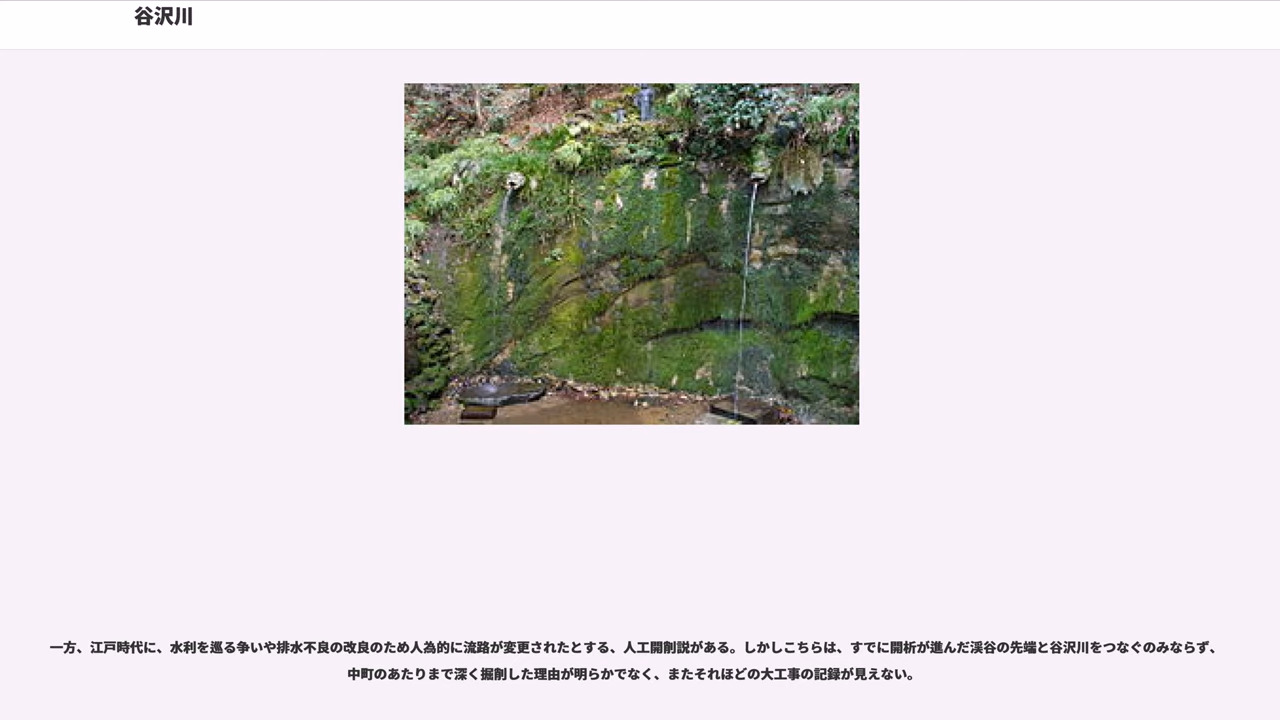 谷沢川
一方、江戸時代に、水利を巡る争いや排水不良の改良のため人為的に流路が変更されたとする、人工開削説がある。しかしこちらは、すでに開析が進んだ渓谷の先端と谷沢川をつなぐのみならず、
中町のあたりまで深く掘削した理由が明らかでなく、またそれほどの大工事の記録が見えない。